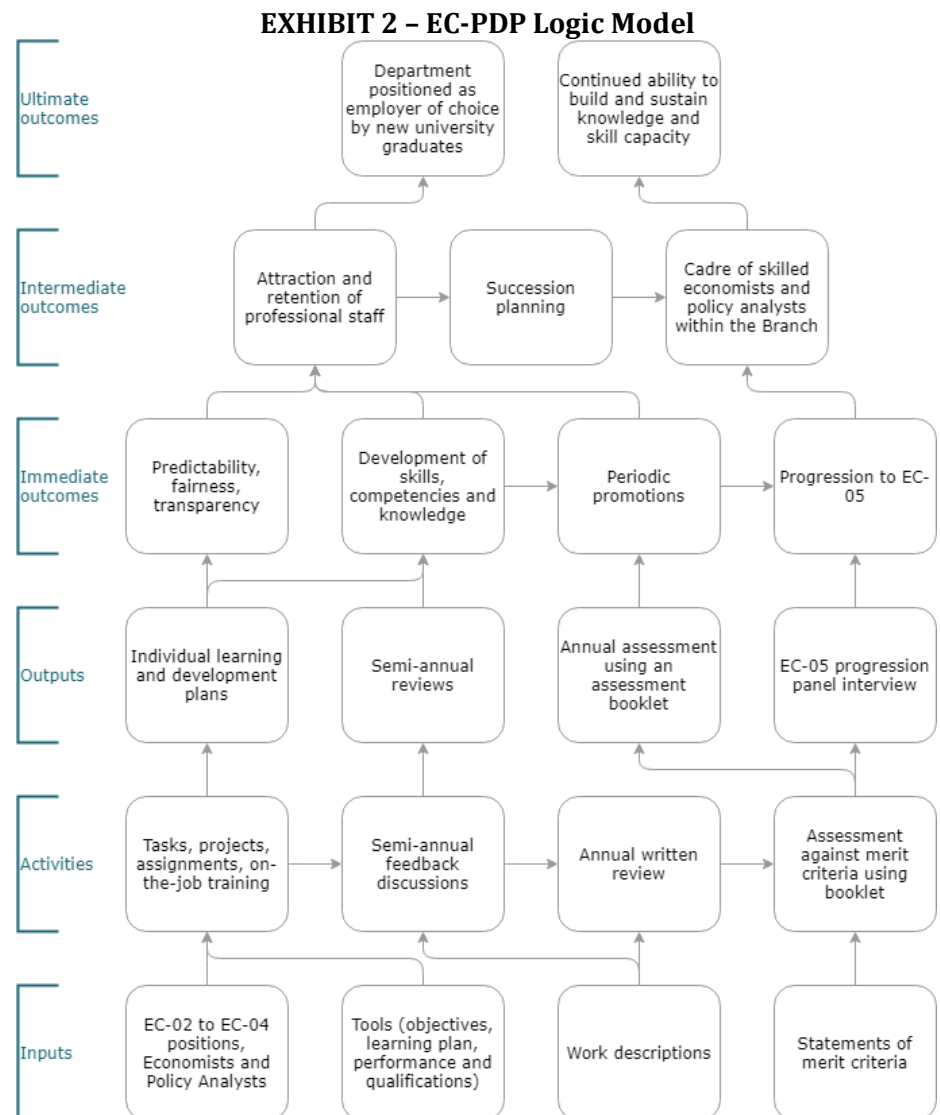 EXHIBIT 2 – EC-PDP Logic Model
Ultimate
outcomes
Department
positioned as
employer of choice
by new university
graduates
Continued ability to
build and sustain
knowledge and
skill capacity
Intermediate
outcomes
Attraction and
retention of
professional staff
Succession
planning
Cadre of skilled
economists and
policy analysts
within the Branch
Immediate
outcomes
Predictability,
fairness,
transparency
Development of
skills,
competencies and
knowledge
Periodic
promotions
Progression to EC-
05
Outputs
Individual learning
and development
plans
Semi-annual
reviews
Annual assessment
using an
assessment
booklet
EC-05 progression
panel interview
Activities
Tasks, projects,
assignments, on-
the-job training
Semi-annual
feedback
discussions
Annual written
review
Assessment
against merit
criteria using
booklet
Inputs
EC-02 to EC-04
positions,
Economists and
Policy Analysts
Tools (objectives,
learning plan,
performance and
qualifications)
Work descriptions
Statements of
merit criteria